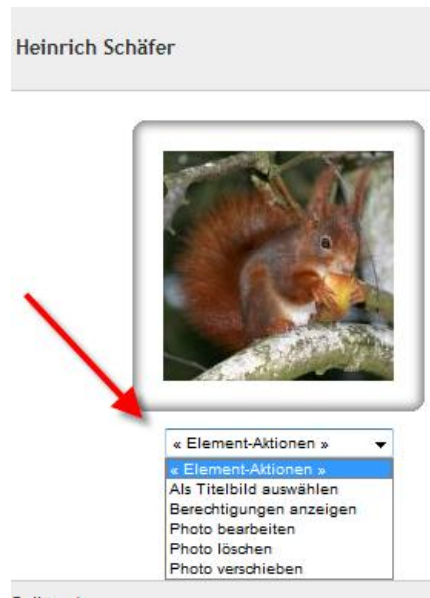 Heinrich Schäfer
« Element-Aktionen »
« Element-Aktionen »
Als Titelbild auswählen
Berechtigungen anzeigen
Photo bearbeiten
Photo löschen
Photo verschieben